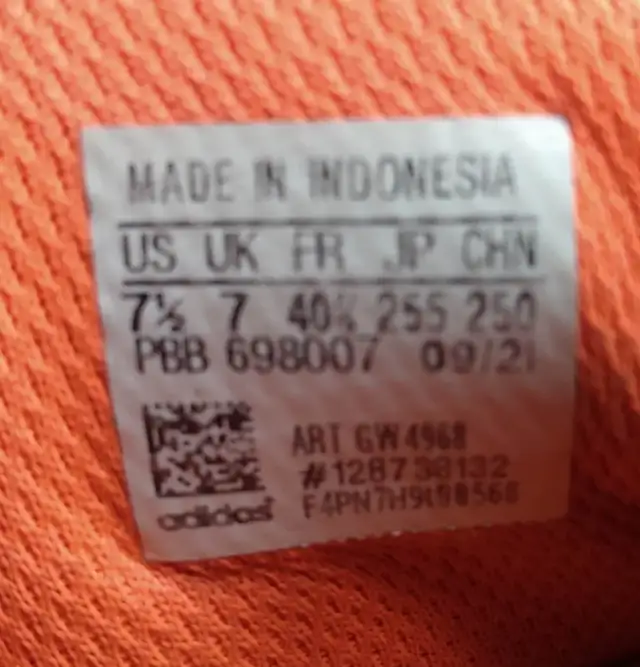 MADE IN INDONESIA
US UK FR JP CHN
7½ 7 40⅔ 255 250
PBB 698007 09/21
ART GW4968
#128738132
adidas